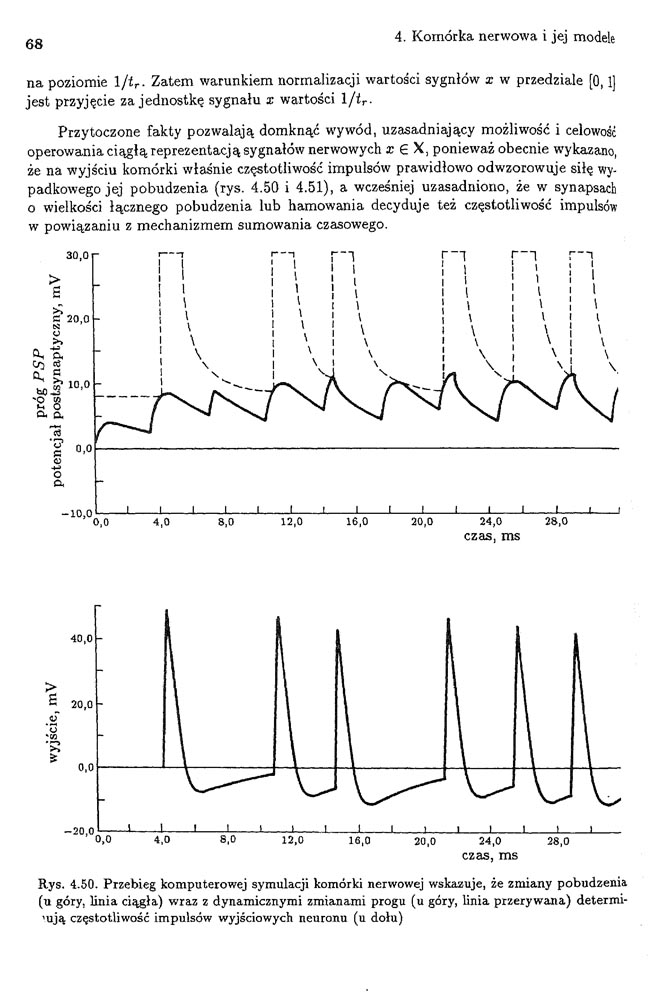 68
4. Komórka nerwowa i jej modele
na poziomie 1/tᵣ. Zatem warunkiem normalizacji wartości sygnłów x w przedziale [0, 1]
jest przyjęcie za jednostkę sygnału x wartości 1/tᵣ.
Przytoczone fakty pozwalają domknąć wywód, uzasadniający możliwość i celowość
operowania ciągłą reprezentacją sygnałów nerwowych x ∈ X, ponieważ obecnie wykazano,
że na wyjściu komórki właśnie częstotliwość impulsów prawidłowo odwzorowuje siłę wy-
padkowego jej pobudzenia (rys. 4.50 i 4.51), a wcześniej uzasadniono, że w synapsach
o wielkości łącznego pobudzenia lub hamowania decyduje też częstotliwość impulsów
w powiązaniu z mechanizmem sumowania czasowego.
próg PSP
potencjał postsynaptyczny, mV
30,0
20,0
10,0
0,0
−10,0
0,0 4,0 8,0 12,0 16,0 20,0 24,0 28,0
czas, ms
wyjście, mV
40,0
20,0
0,0
−20,0
0,0 4,0 8,0 12,0 16,0 20,0 24,0 28,0
czas, ms
Rys. 4.50. Przebieg komputerowej symulacji komórki nerwowej wskazuje, że zmiany pobudzenia
(u góry, linia ciągła) wraz z dynamicznymi zmianami progu (u góry, linia przerywana) determi-
ują częstotliwość impulsów wyjściowych neuronu (u dołu)